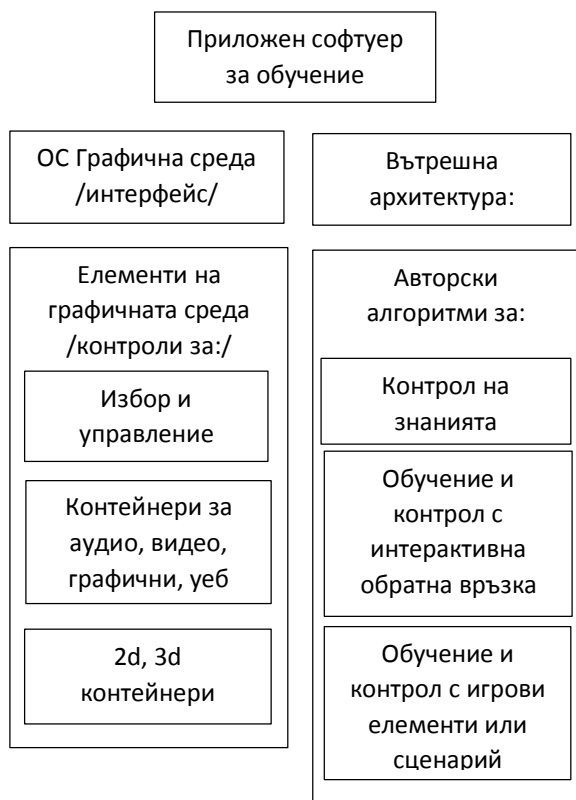 Приложен софтуер
за обучение
ОС Графична среда
/интерфейс/
Вътрешна
архитектура:
Елементи на
графичната среда
/контроли за:/
Избор и
управление
Контейнери за
аудио, видео,
графични, уеб
2d, 3d
контейнери
Авторски
алгоритми за:
Контрол на
знанията
Обучение и
контрол с
интерактивна
обратна връзка
Обучение и
контрол с игрови
елементи или
сценарий